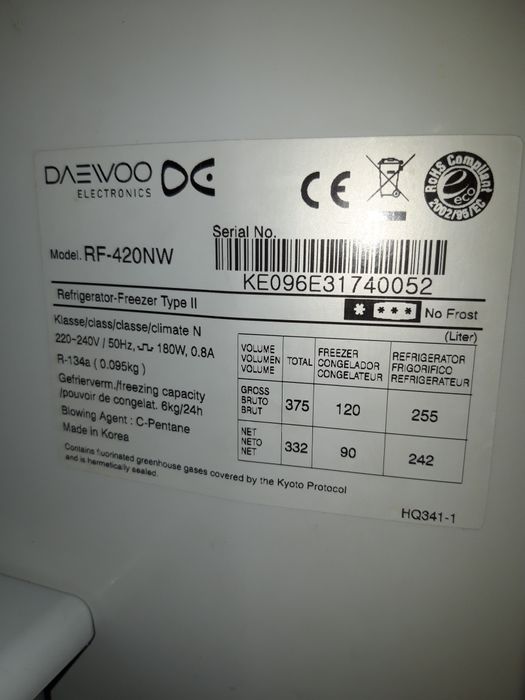 DAEWOO
ELECTRONICS
CE
RoHS Compliant
eco
2002/95/EC
Serial No.
Model. RF-420NW
KE096E31740052
Refrigerator-Freezer Type II
* *** No Frost
(Liter)
Klasse/class/classe/climate N
220-240V / 50Hz, 180W, 0.8A
R-134a ( 0.095kg )
Gefrierverm./freezing capacity
/pouvoir de congelat. 6kg/24h
Blowing Agent : C-Pentane
Made in Korea
VOLUME VOLUMEN VOLUME TOTAL FREEZER CONGELADOR CONGELATEUR REFRIGERATOR FRIGORIFICO REFRIGERATEUR
GROSS BRUTO BRUT 375 120 255
NET NETO NET 332 90 242
Contains fluorinated greenhouse gases covered by the Kyoto Protocol
and is hermetically sealed.
HQ341-1